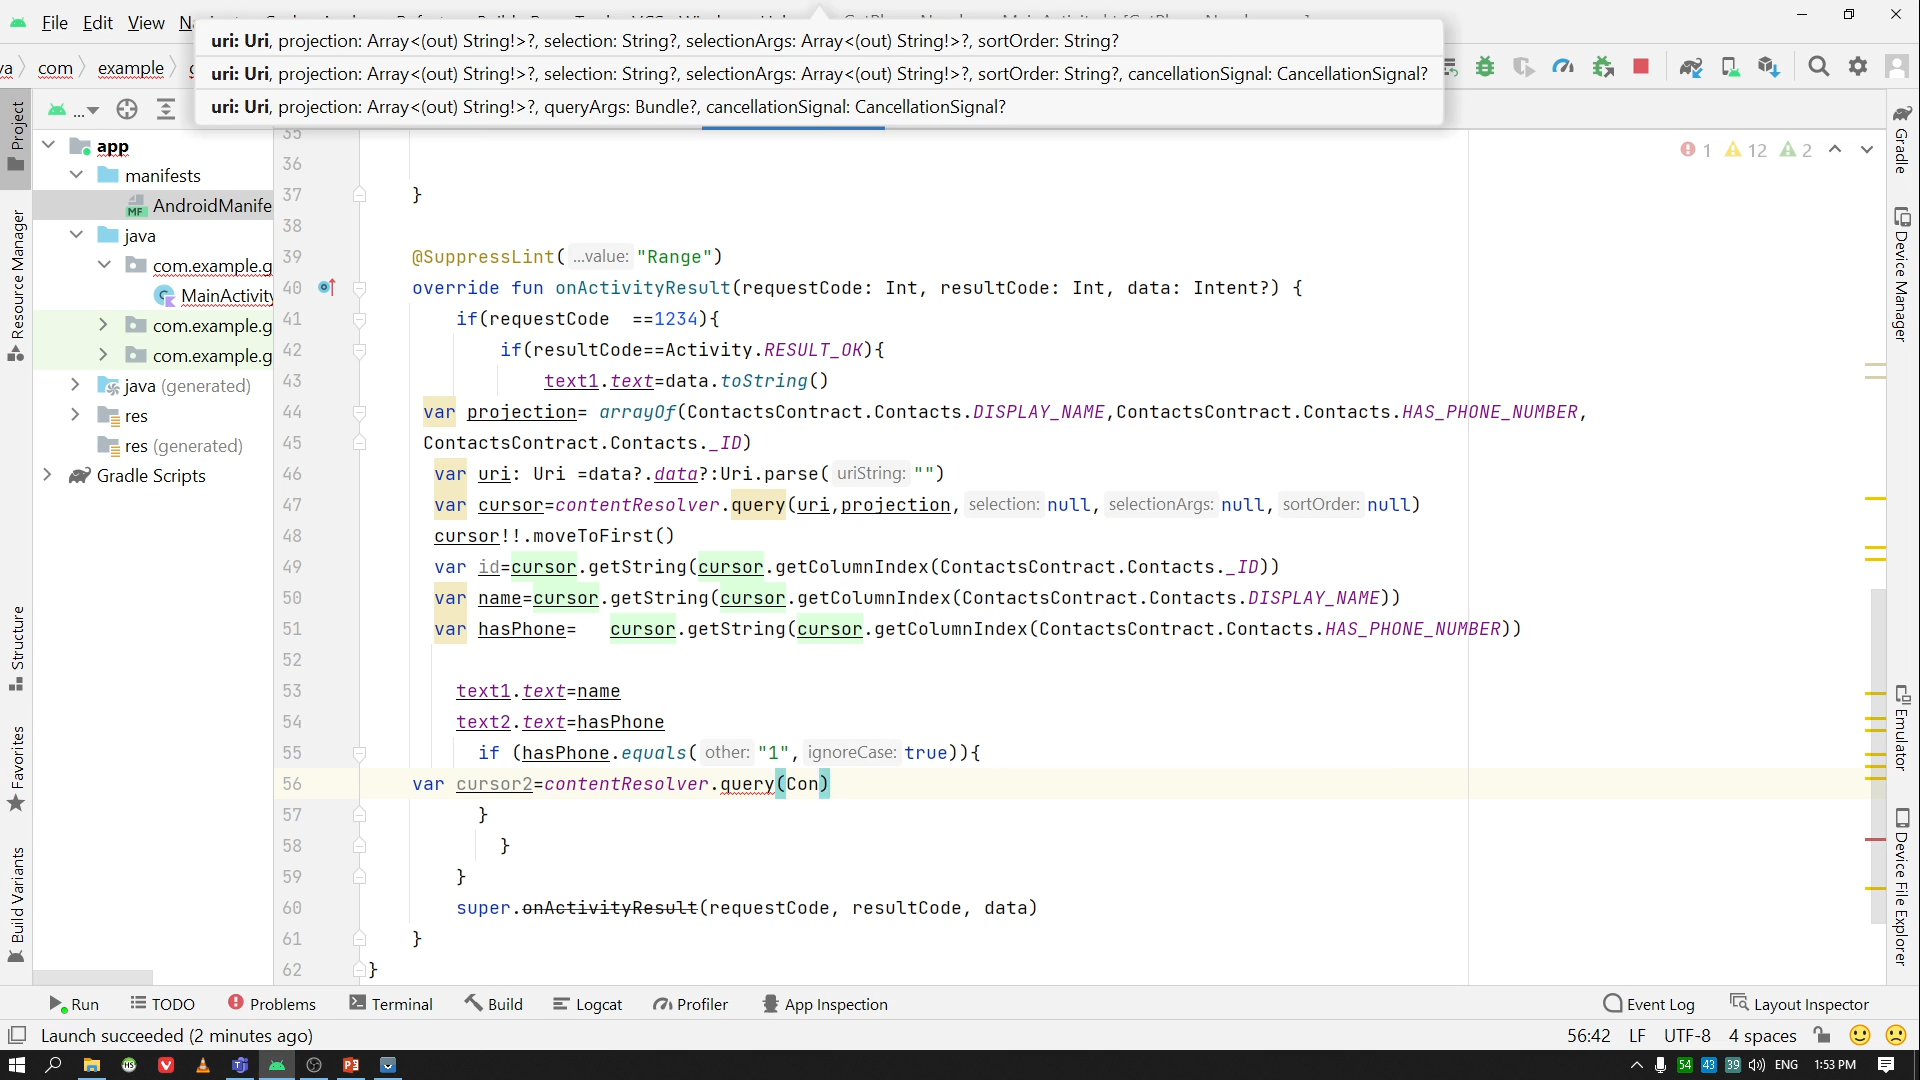 File Edit View
uri: Uri, projection: Array<(out) String!>?, selection: String?, selectionArgs: Array<(out) String!>?, sortOrder: String?
uri: Uri, projection: Array<(out) String!>?, selection: String?, selectionArgs: Array<(out) String!>?, sortOrder: String?, cancellationSignal: CancellationSignal?
uri: Uri, projection: Array<(out) String!>?, queryArgs: Bundle?, cancellationSignal: CancellationSignal?
va com example
...
Project
Resource Manager
Structure
Favorites
Build Variants
app
manifests
AndroidManife
java
com.example.g
MainActivity
com.example.g
com.example.g
java (generated)
res
res (generated)
Gradle Scripts
1 12 2
35
36
37 }
38
39 @SuppressLint( ...value: "Range")
40 override fun onActivityResult(requestCode: Int, resultCode: Int, data: Intent?) {
41 if(requestCode ==1234){
42 if(resultCode==Activity.RESULT_OK){
43 text1.text=data.toString()
44 var projection= arrayOf(ContactsContract.Contacts.DISPLAY_NAME,ContactsContract.Contacts.HAS_PHONE_NUMBER,
45 ContactsContract.Contacts._ID)
46 var uri: Uri =data?.data?:Uri.parse( uriString: "")
47 var cursor=contentResolver.query(uri,projection, selection: null, selectionArgs: null, sortOrder: null)
48 cursor!!.moveToFirst()
49 var id=cursor.getString(cursor.getColumnIndex(ContactsContract.Contacts._ID))
50 var name=cursor.getString(cursor.getColumnIndex(ContactsContract.Contacts.DISPLAY_NAME))
51 var hasPhone= cursor.getString(cursor.getColumnIndex(ContactsContract.Contacts.HAS_PHONE_NUMBER))
52
53 text1.text=name
54 text2.text=hasPhone
55 if (hasPhone.equals( other: "1", ignoreCase: true)){
56 var cursor2=contentResolver.query(Con)
57 }
58 }
59 }
60 super.onActivityResult(requestCode, resultCode, data)
61 }
62 }
Gradle
Device Manager
Emulator
Device File Explorer
Run TODO Problems Terminal Build Logcat Profiler App Inspection Event Log Layout Inspector
Launch succeeded (2 minutes ago) 56:42 LF UTF-8 4 spaces
54 43 39 ENG 1:53 PM